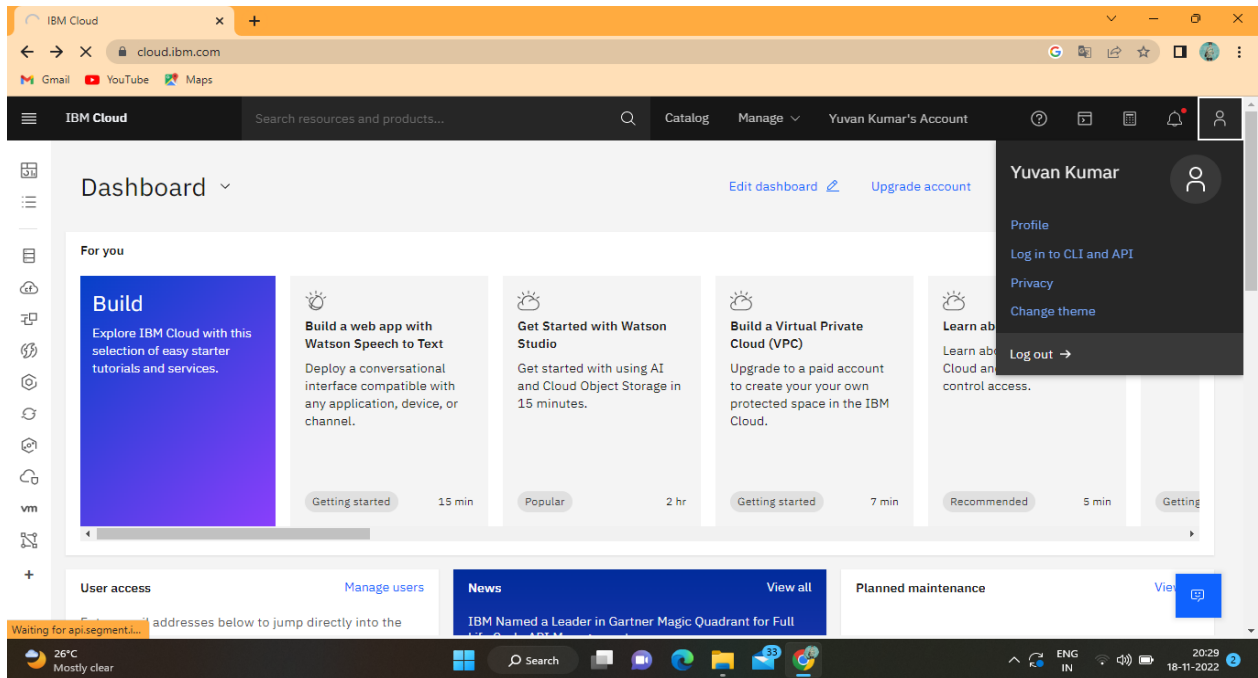 IBM Cloud
cloud.ibm.com
Gmail YouTube Maps
IBM Cloud
Search resources and products...
Catalog Manage Yuvan Kumar's Account
Yuvan Kumar
Profile
Log in to CLI and API
Privacy
Change theme
Log out →
Dashboard
Edit dashboard Upgrade account
For you
Build
Explore IBM Cloud with this
selection of easy starter
tutorials and services.
Build a web app with
Watson Speech to Text
Deploy a conversational
interface compatible with
any application, device, or
channel.
Getting started 15 min
Get Started with Watson
Studio
Get started with using AI
and Cloud Object Storage in
15 minutes.
Popular 2 hr
Build a Virtual Private
Cloud (VPC)
Upgrade to a paid account
to create your your own
protected space in the IBM
Cloud.
Getting started 7 min
Learn ab
Learn abo
Cloud an
control access.
Recommended 5 min
Getting
vm
User access Manage users
addresses below to jump directly into the
News View all
IBM Named a Leader in Gartner Magic Quadrant for Full
Planned maintenance
Waiting for api.segment.i...
26°C
Mostly clear
Search
33
ENG
IN
20:29
18-11-2022
2